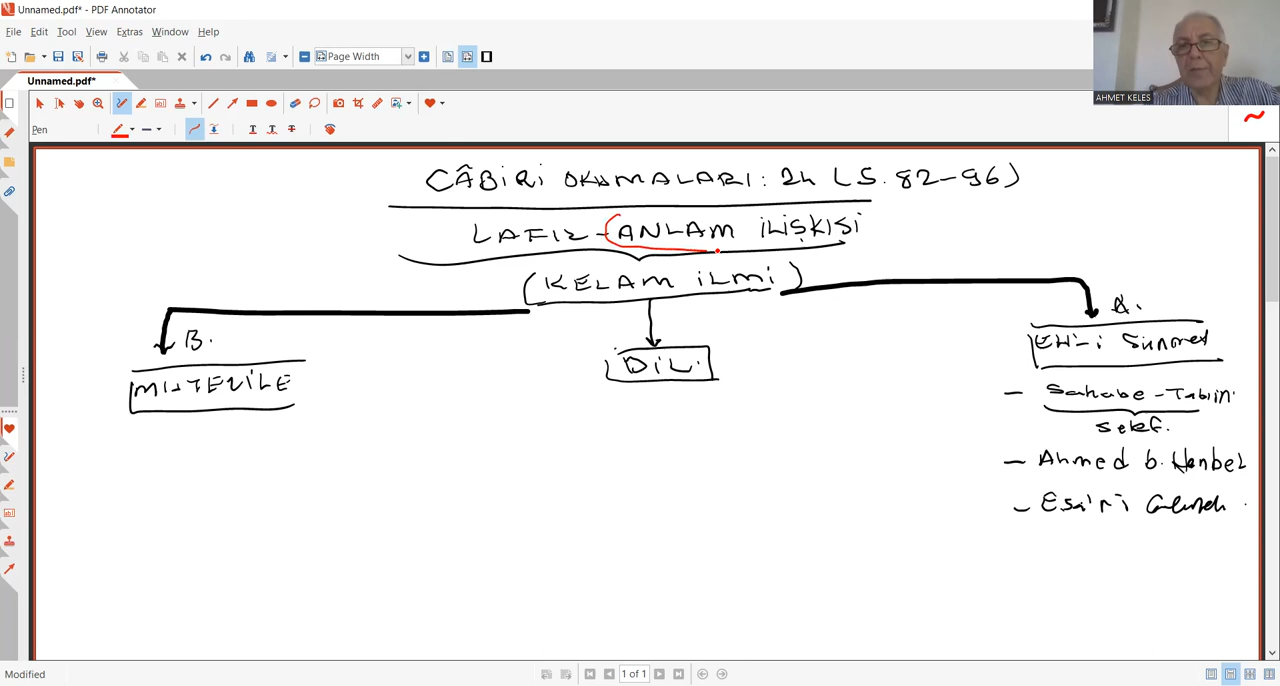 Unnamed.pdf* - PDF Annotator
File Edit Tool View Extras Window Help
Page Width
Unnamed.pdf*
Pen
AHMET KELES
CÂBİRİ OKUMALARI: 24 (S. 82-96)
LAFIZ-ANLAM İLİŞKİSİ
(KELAM İLMİ)
A.
B.
EHL-i Sünnet
DİL.
MUTEZİLE
- Sahabe - Tabiin.
Selef.
- Ahmed b. Hanbel
- Eş'ari
Modified
1 of 1